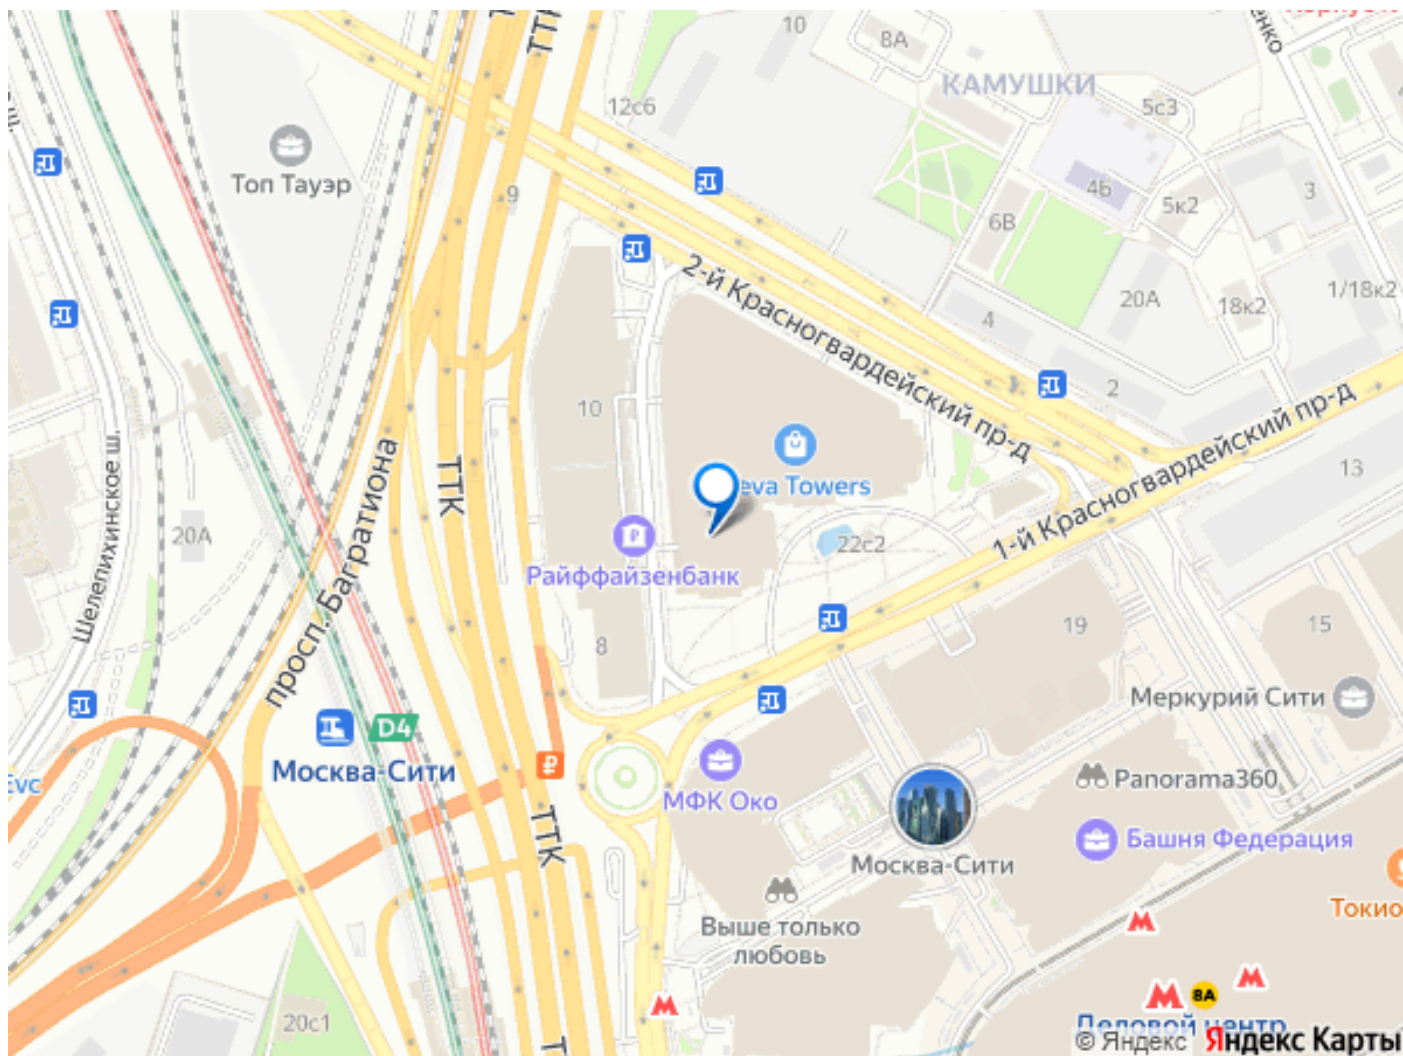 ТТК
10
8А
КАМУШКИ
12с6
5с3
Топ Тауэр
9
4Б
5к2
3
6В
2-й Красногвардейский пр-д
20А
18к2
1/18к2
4
2
10
ТТК
просп. Багратиона
Шелепихинское ш.
20А
eva Towers
1-й Красногвардейский пр-д
13
22с2
Райффайзенбанк
8
19
15
Меркурий Сити
D4
Москва-Сити
₽
МФК Око
Panorama360
ТТК
Башня Федерация
Москва-Сити
Токио
Выше только
любовь
М
М
М
М
8А
20с1
Деловой центр
© Яндекс Яндекс Карты